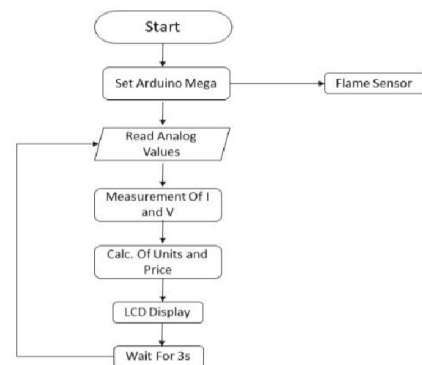 Start
Set Arduino Mega
Flame Sensor
Read Analog
Values
Measurement Of I
and V
Calc. Of Units and
Price
LCD Display
Wait For 3s